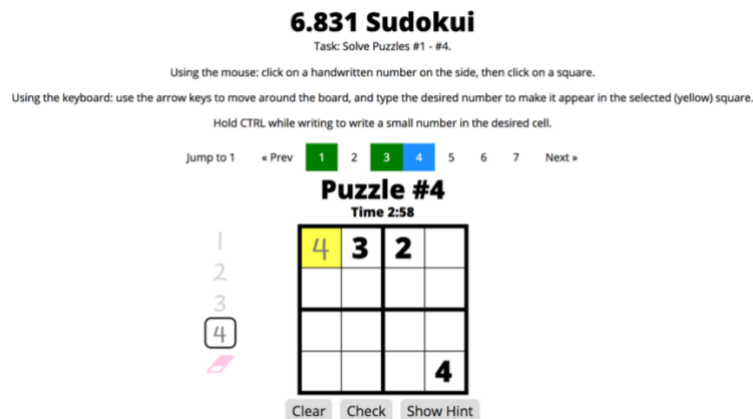 6.831 Sudokui
Task: Solve Puzzles #1 - #4.
Using the mouse: click on a handwritten number on the side, then click on a square.
Using the keyboard: use the arrow keys to move around the board, and type the desired number to make it appear in the selected (yellow) square.
Hold CTRL while writing to write a small number in the desired cell.
Jump to 1 « Prev 1 2 3 4 5 6 7 Next »
Puzzle #4
Time 2:58
1
4 3 2
2
3
4
4
Clear Check Show Hint